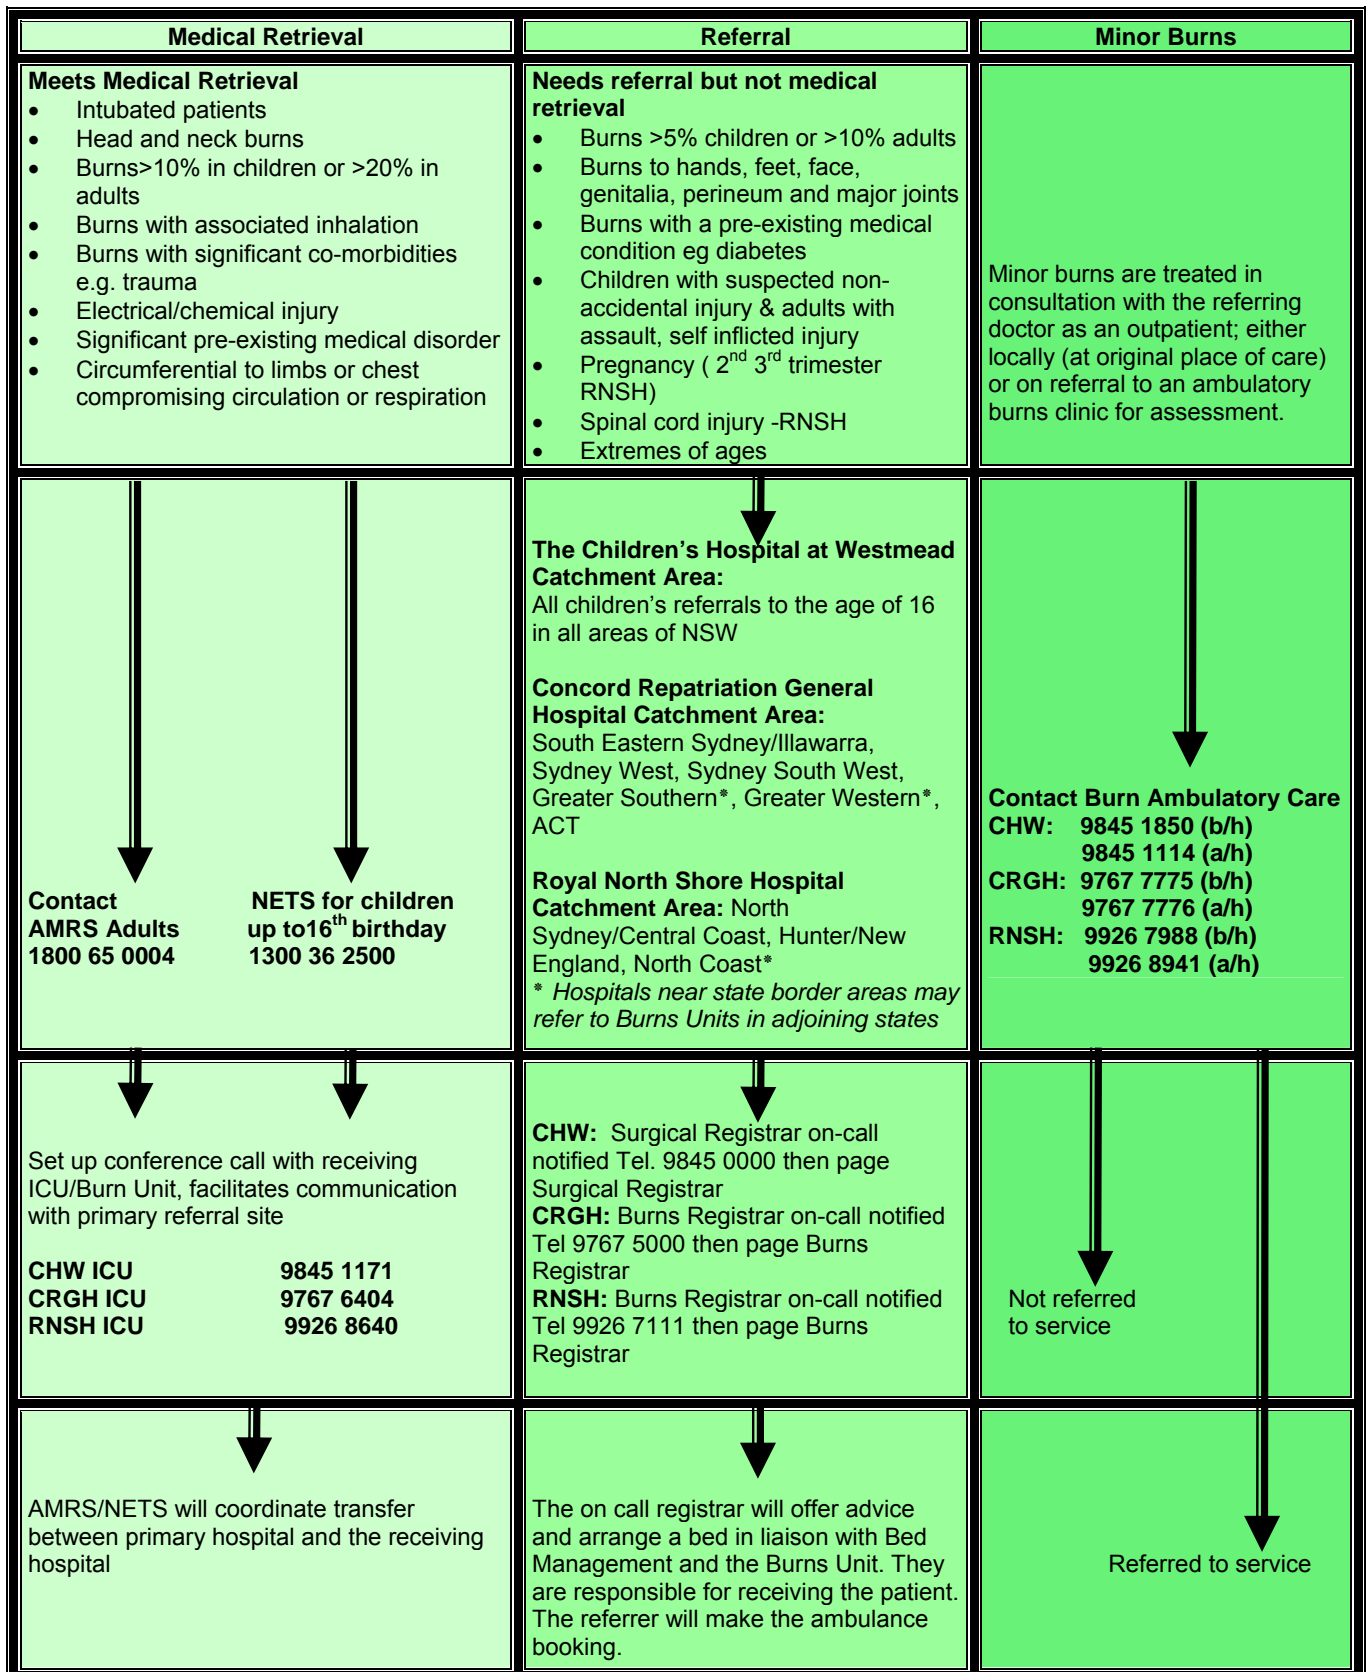 Medical Retrieval
Referral
Minor Burns
Meets Medical Retrieval
• Intubated patients
• Head and neck burns
• Burns>10% in children or >20% in
adults
• Burns with associated inhalation
• Burns with significant co-morbidities
e.g. trauma
• Electrical/chemical injury
• Significant pre-existing medical disorder
• Circumferential to limbs or chest
compromising circulation or respiration
Needs referral but not medical
retrieval
• Burns >5% children or >10% adults
• Burns to hands, feet, face,
genitalia, perineum and major joints
• Burns with a pre-existing medical
condition eg diabetes
• Children with suspected non-
accidental injury & adults with
assault, self inflicted injury
• Pregnancy ( 2nd 3rd trimester
RNSH)
• Spinal cord injury -RNSH
• Extremes of ages
Minor burns are treated in
consultation with the referring
doctor as an outpatient; either
locally (at original place of care)
or on referral to an ambulatory
burns clinic for assessment.
Contact
AMRS Adults
1800 65 0004
NETS for children
up to16th birthday
1300 36 2500
The Children's Hospital at Westmead
Catchment Area:
All children's referrals to the age of 16
in all areas of NSW
Concord Repatriation General
Hospital Catchment Area:
South Eastern Sydney/Illawarra,
Sydney West, Sydney South West,
Greater Southern*, Greater Western*,
ACT
Royal North Shore Hospital
Catchment Area: North
Sydney/Central Coast, Hunter/New
England, North Coast*
* Hospitals near state border areas may
refer to Burns Units in adjoining states
Contact Burn Ambulatory Care
CHW: 9845 1850 (b/h)
9845 1114 (a/h)
CRGH: 9767 7775 (b/h)
9767 7776 (a/h)
RNSH: 9926 7988 (b/h)
9926 8941 (a/h)
Set up conference call with receiving
ICU/Burn Unit, facilitates communication
with primary referral site
CHW ICU 9845 1171
CRGH ICU 9767 6404
RNSH ICU 9926 8640
CHW: Surgical Registrar on-call
notified Tel. 9845 0000 then page
Surgical Registrar
CRGH: Burns Registrar on-call notified
Tel 9767 5000 then page Burns
Registrar
RNSH: Burns Registrar on-call notified
Tel 9926 7111 then page Burns
Registrar
Not referred
to service
AMRS/NETS will coordinate transfer
between primary hospital and the receiving
hospital
The on call registrar will offer advice
and arrange a bed in liaison with Bed
Management and the Burns Unit. They
are responsible for receiving the patient.
The referrer will make the ambulance
booking.
Referred to service